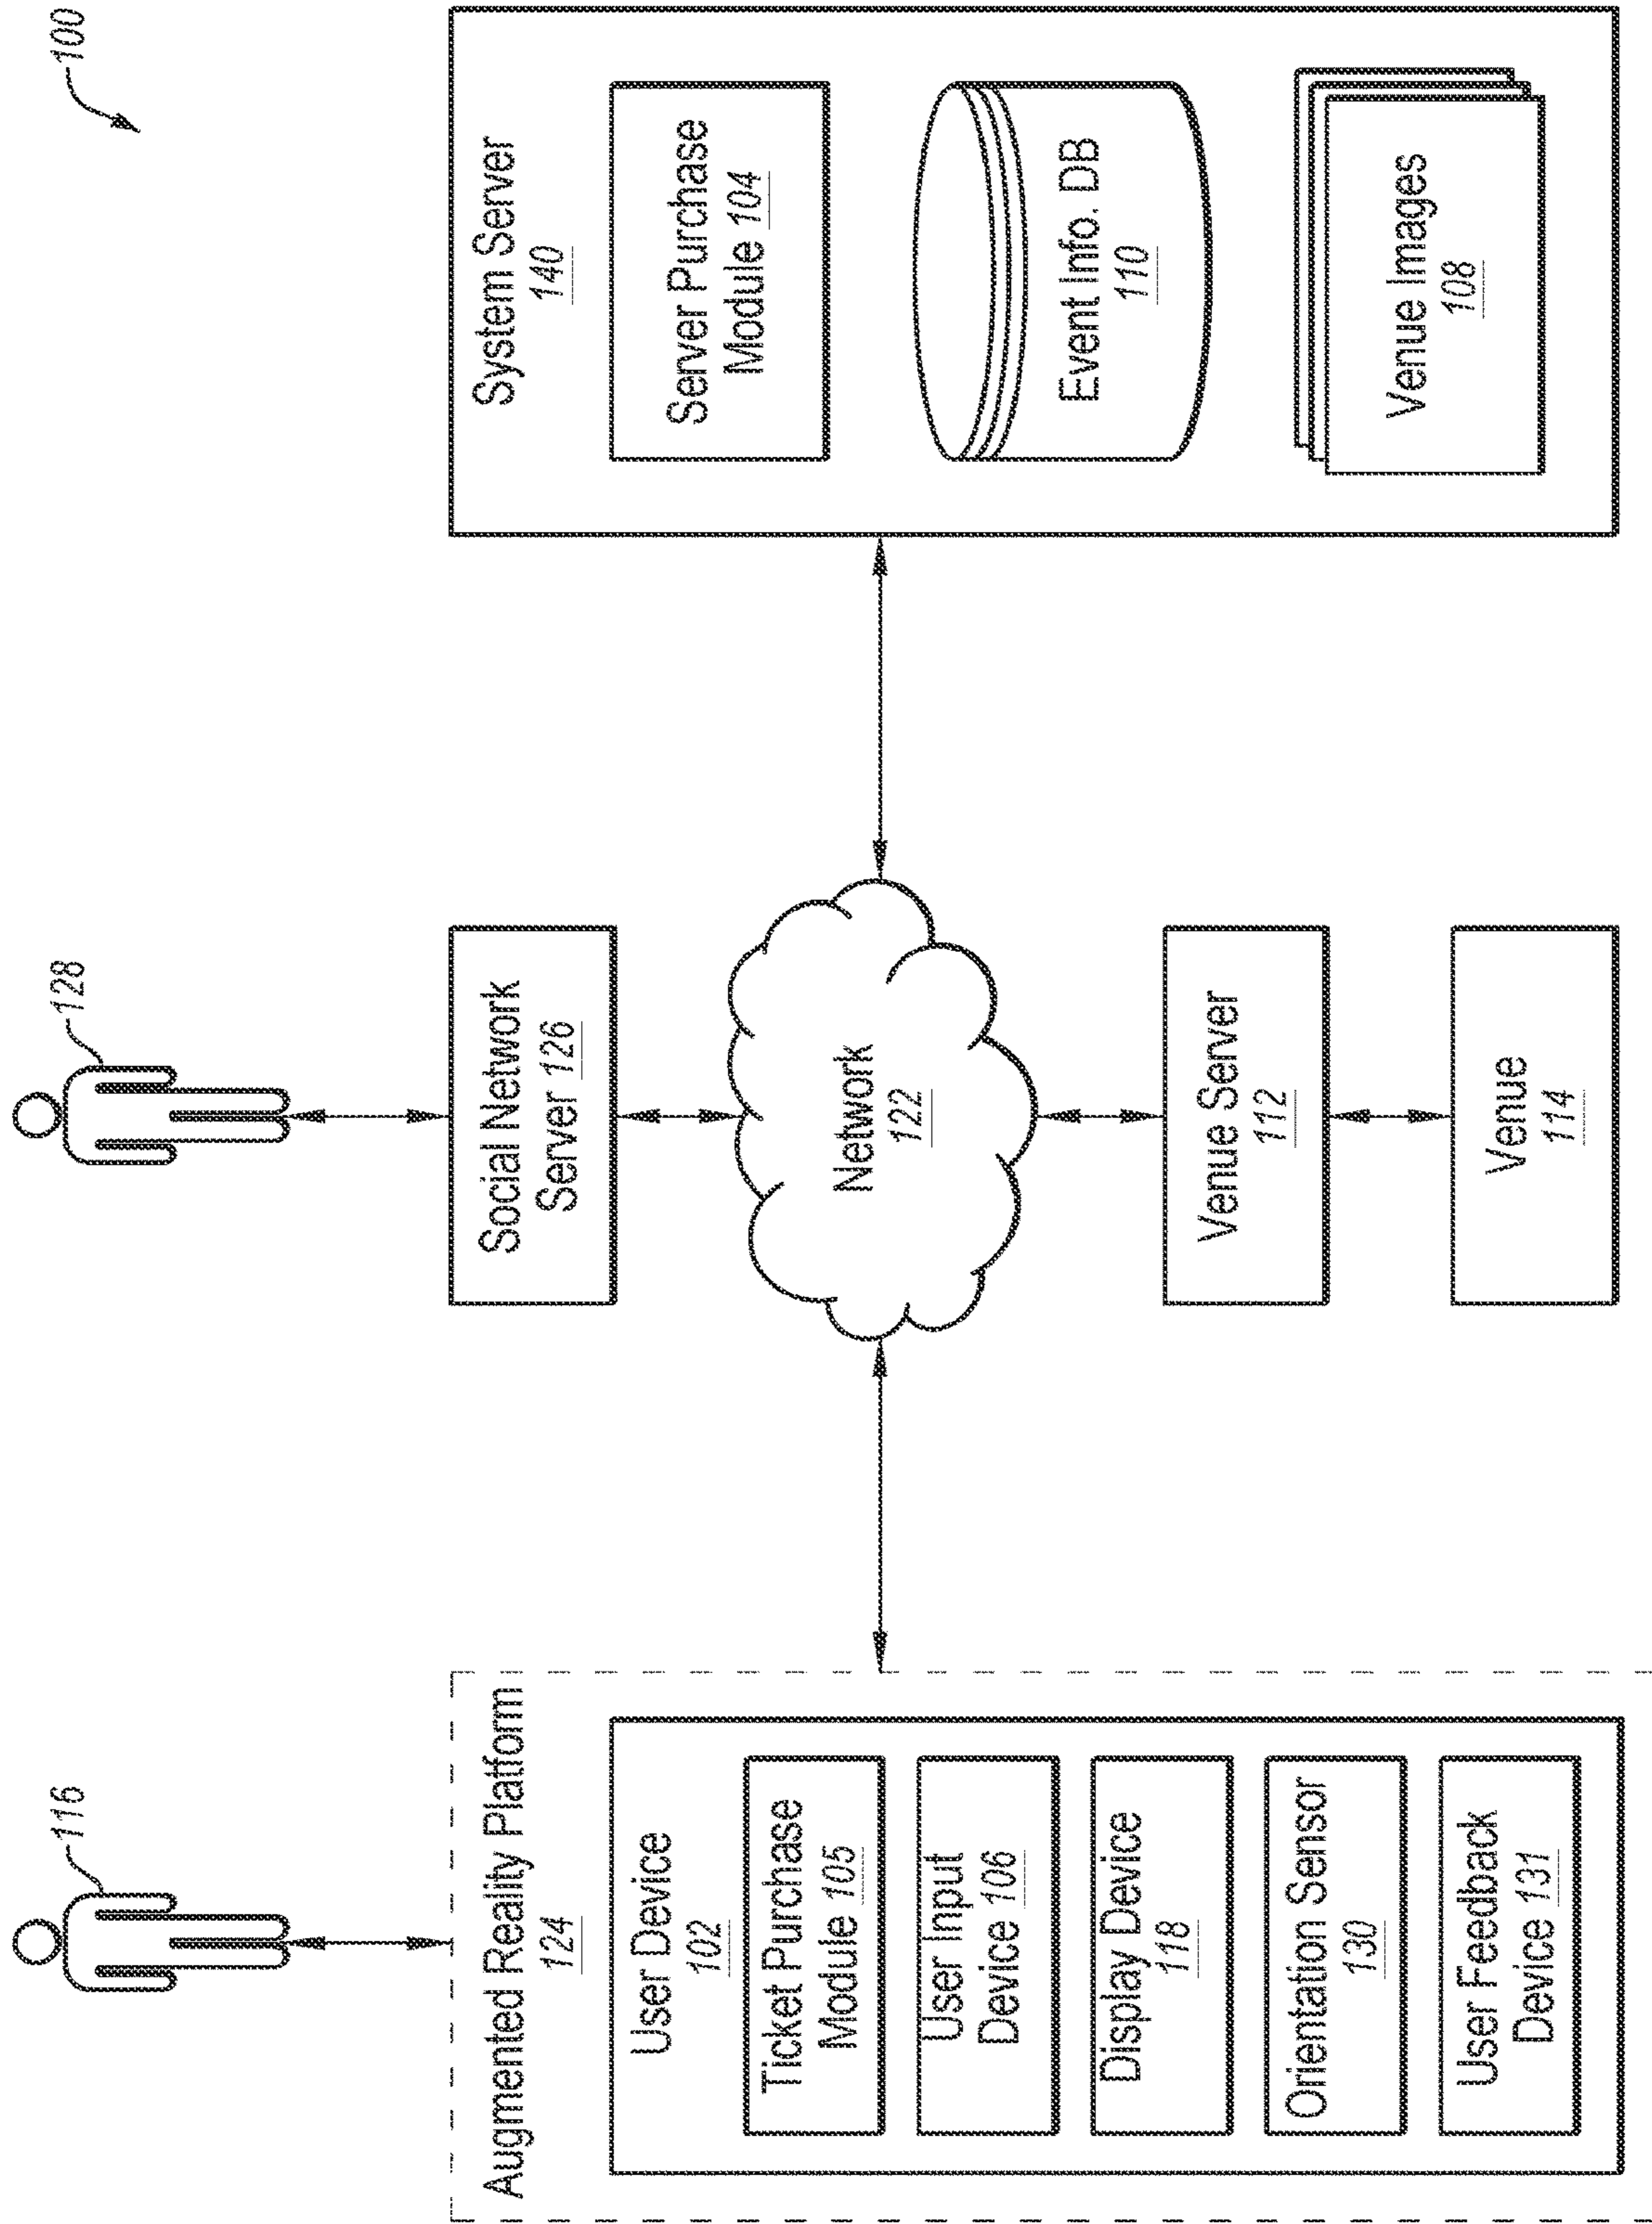 100
116
128
Augmented Reality Platform
124
User Device
102
Ticket Purchase
Module 105
User Input
Device 106
Display Device
118
Orientation Sensor
130
User Feedback
Device 131
Social Network
Server 126
Network
122
Venue Server
112
Venue
114
System Server
140
Server Purchase
Module 104
Event Info. DB
110
Venue Images
108